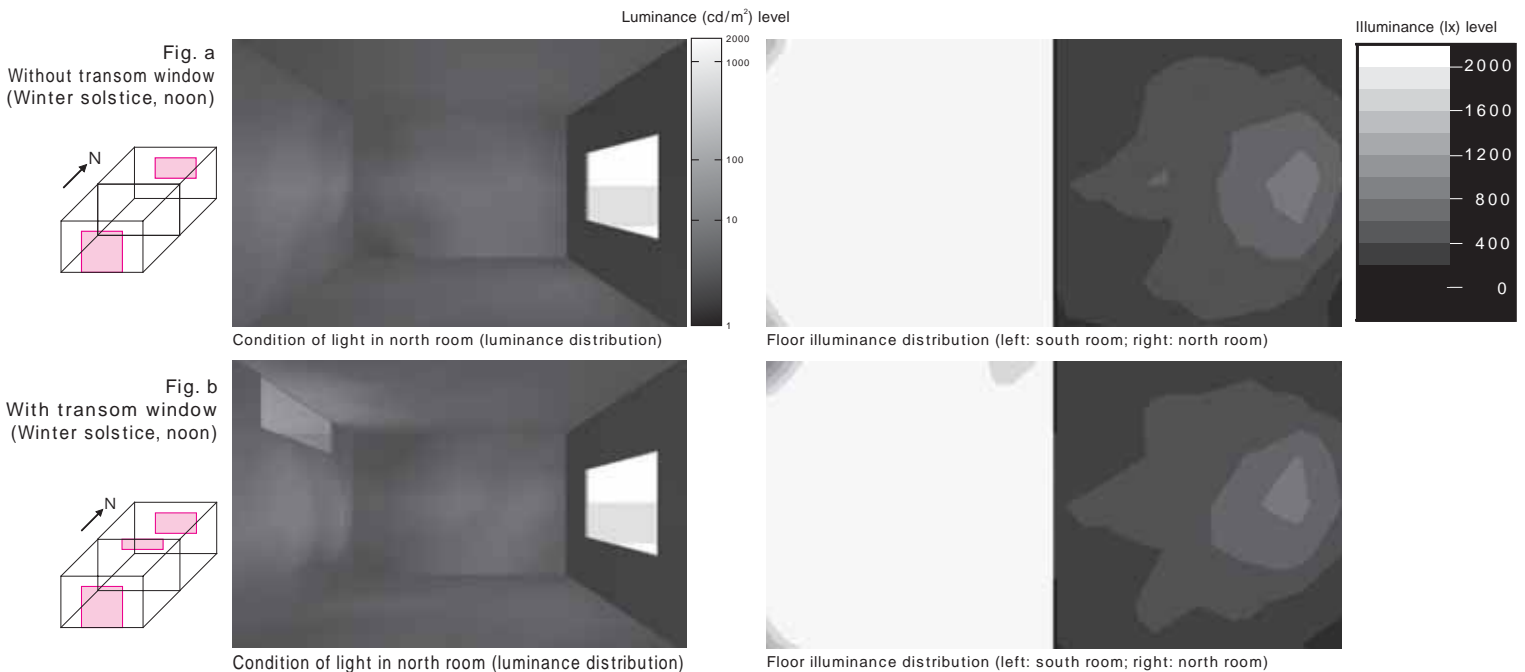 Luminance (cd/m²) level
Illuminance (lx) level
Fig. a
Without transom window
(Winter solstice, noon)
N
2000
1000
100
10
1
2000
1600
1200
800
400
0
Condition of light in north room (luminance distribution)
Floor illuminance distribution (left: south room; right: north room)
Fig. b
With transom window
(Winter solstice, noon)
N
Condition of light in north room (luminance distribution)
Floor illuminance distribution (left: south room; right: north room)